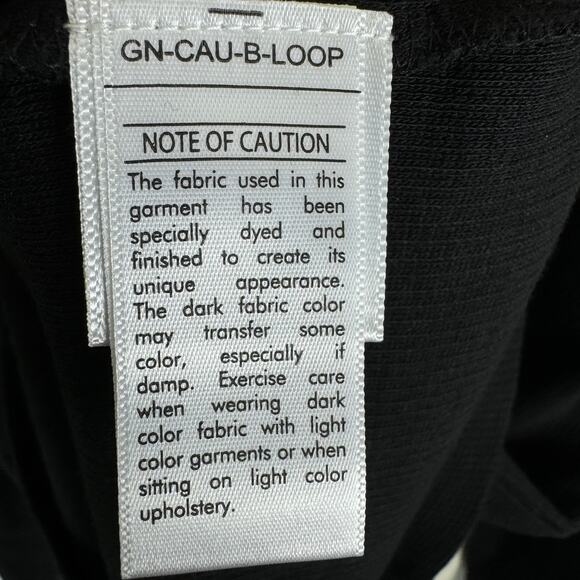 GN-CAU-B-LOOP
NOTE OF CAUTION
The fabric used in this
garment has been
specially dyed and
finished to create its
unique appearance.
The dark fabric color
may transfer some
color, especially if
damp. Exercise care
when wearing dark
color fabric with light
color garments or when
sitting on light color
upholstery.